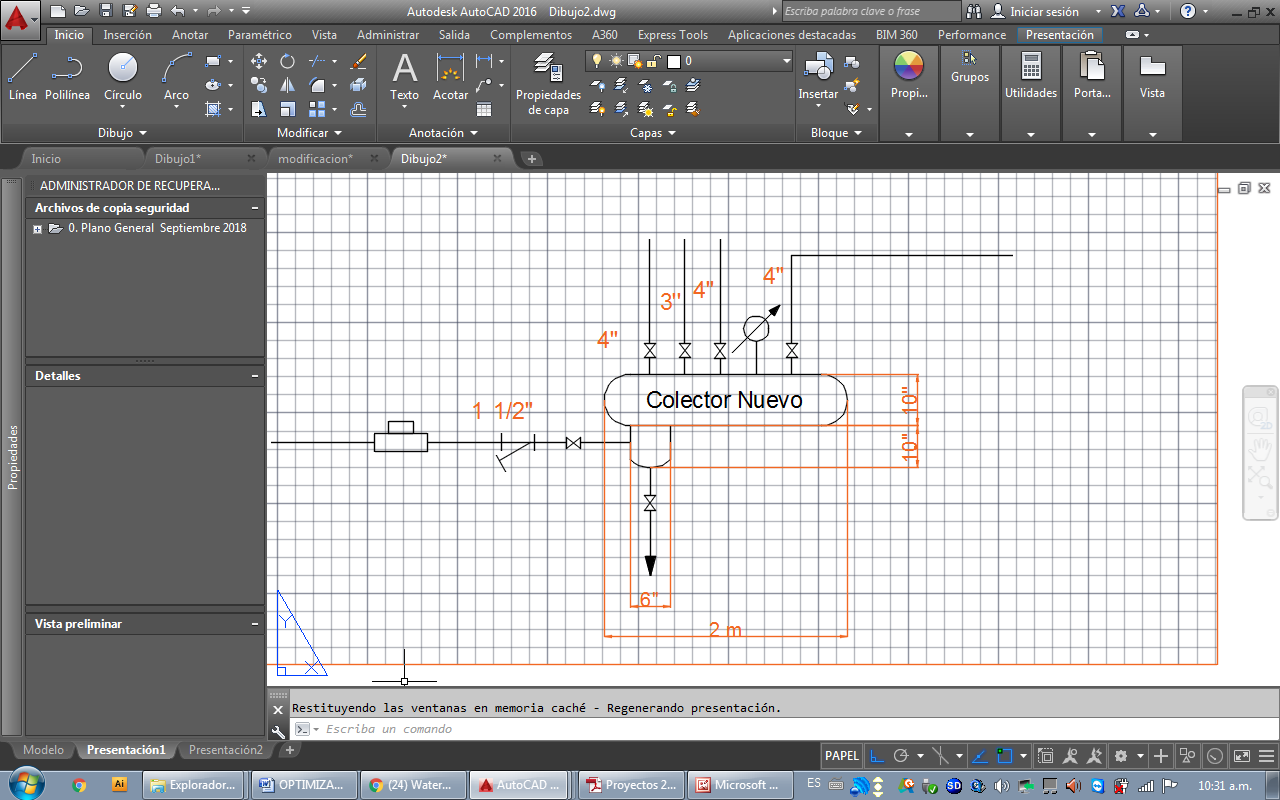 Autodesk AutoCAD 2016 Dibujo2.dwg
Escriba palabra clave o frase
Iniciar sesión
Inicio Inserción Anotar Paramétrico Vista Administrar Salida Complementos A360 Express Tools Aplicaciones destacadas BIM 360 Performance Presentación
Línea Polilínea Círculo Arco
Texto Acotar
Propiedades de capa
0
Insertar
Propi...
Grupos
Utilidades
Porta...
Vista
Dibujo Modificar Anotación Capas Bloque
Inicio Dibujo1* modificacion* Dibujo2*
ADMINISTRADOR DE RECUPERA...
Archivos de copia seguridad
0. Plano General Septiembre 2018
Detalles
Vista preliminar
Propiedades
4"
3"
4"
4"
Colector Nuevo
1 1/2"
10"
10"
6"
2 m
Y
X
Restituyendo las ventanas en memoria caché - Regenerando presentación.
Escriba un comando
Modelo Presentación1 Presentación2
PAPEL
Explorador...
OPTIMIZA...
(24) Water...
AutoCAD ...
Proyectos 2...
Microsoft ...
Ai
ES
SD
10:31 a.m.